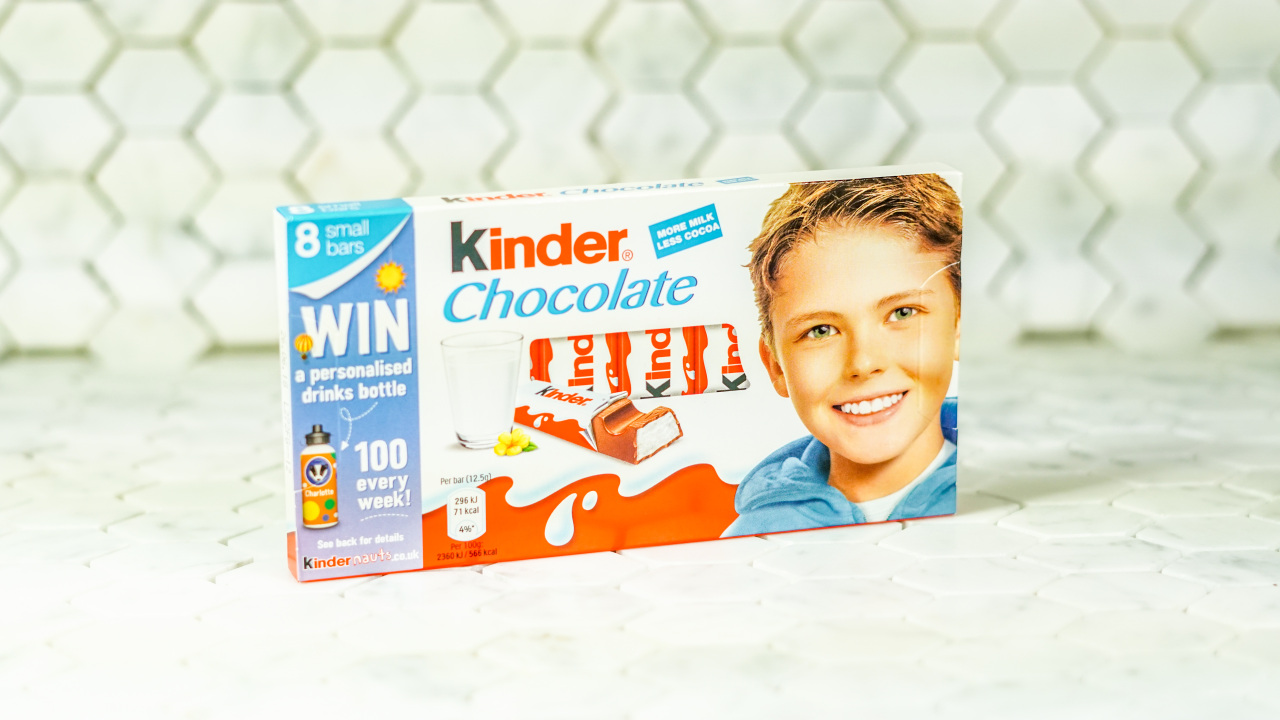 Kinder Chocolate
8 small
bars
WIN
a personalised
drinks bottle
Charlotte
100
every
week!
See back for details
Kindernauts.co.uk
Kinder®
Chocolate
MORE MILK
LESS COCOA
Kinder
Per bar (12.5g)
296 kJ
71 kcal
4%*
Per 100g:
2360 kJ / 566 kcal